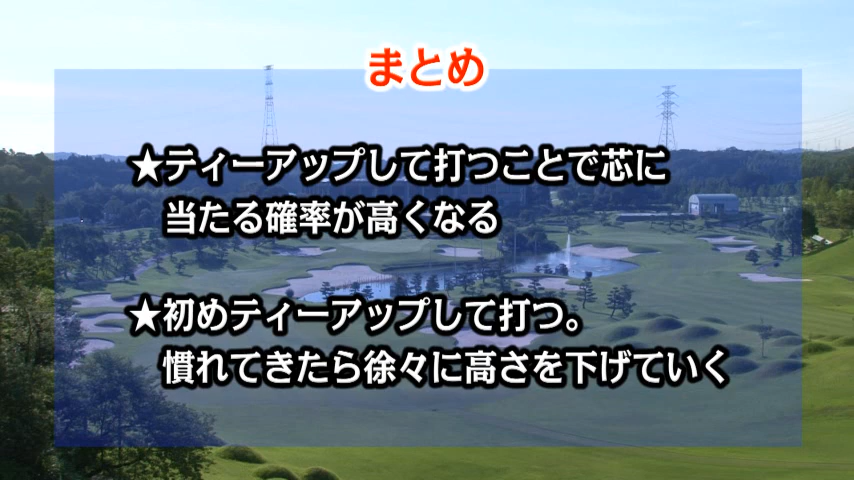 まとめ
★ティーアップして打つことで芯に
当たる確率が高くなる
★初めティーアップして打つ。
慣れてきたら徐々に高さを下げていく